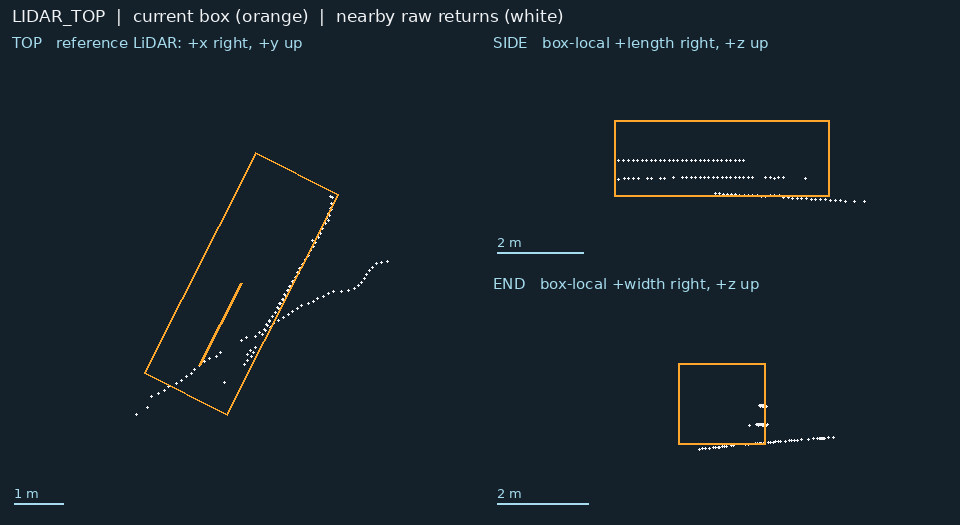 LIDAR_TOP | current box (orange) | nearby raw returns (white)
TOP reference LiDAR: +x right, +y up
SIDE box-local +length right, +z up
2 m
END box-local +width right, +z up
1 m
2 m